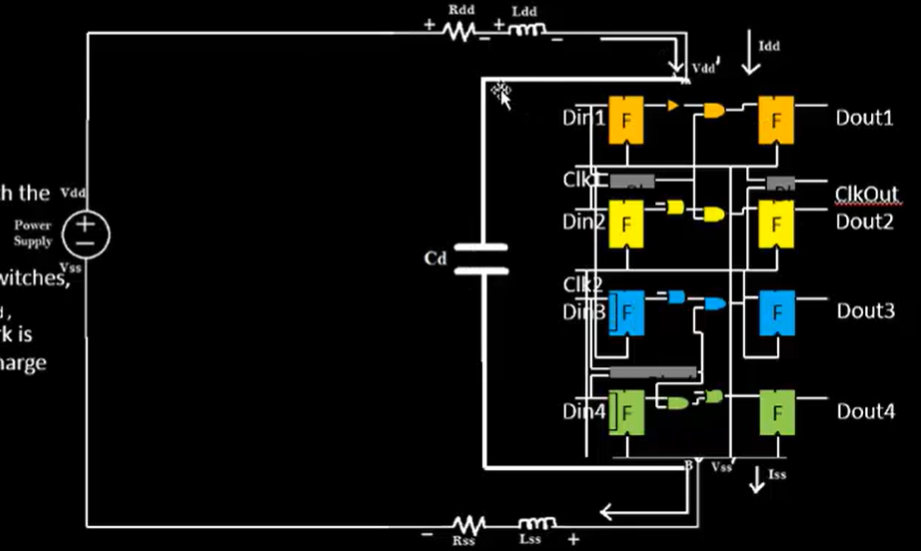 Rdd
Ldd
+
+
−
−
Idd
Vdd'
Din1
F
F
Dout1
Clk1
ClkOut
th the
Vdd
Power
Supply
+
−
Vss
Din2
F
F
Dout2
witches,
Cd
Clk2
Din3
F
F
Dout3
d,
k is
harge
Din4
F
F
Dout4
B
Vss'
Iss
−
Rss
Lss
+